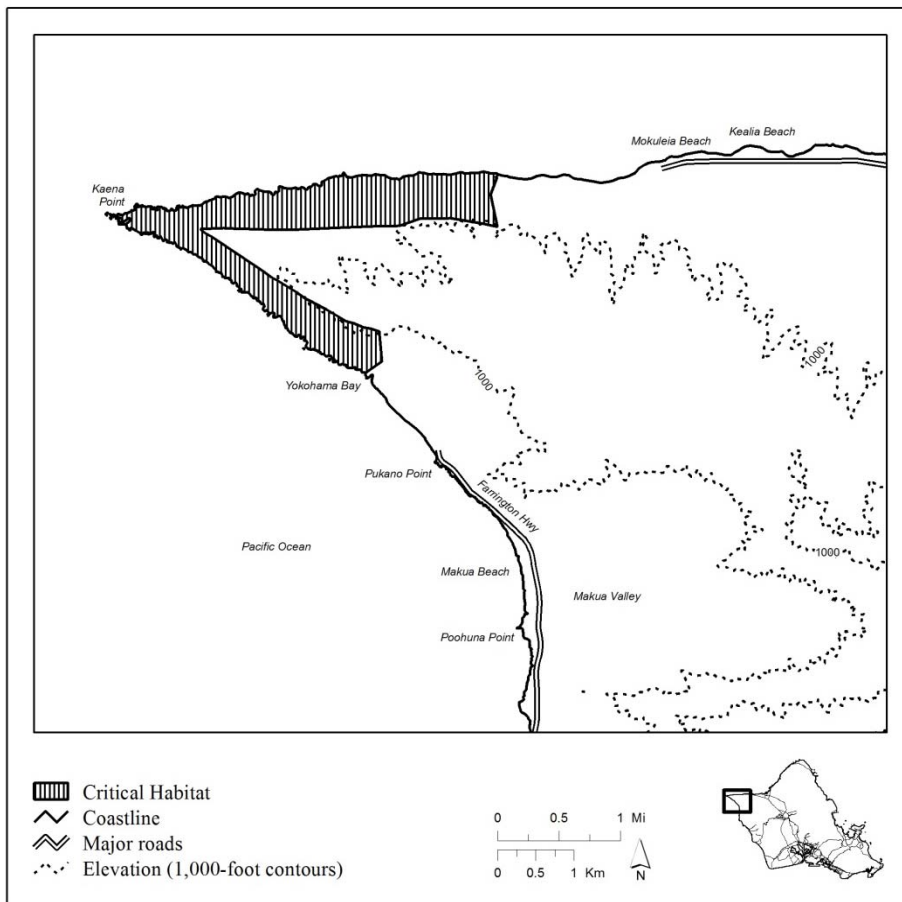 Kealia Beach
Mokuleia Beach
Kaena
Point
1000
1000
Yokohama Bay
Pukano Point
Farrington Hwy
Pacific Ocean
1000
Makua Beach
Makua Valley
Poohuna Point
Critical Habitat
Coastline
Major roads
Elevation (1,000-foot contours)
0 0.5 1 Mi
0 0.5 1 Km
N